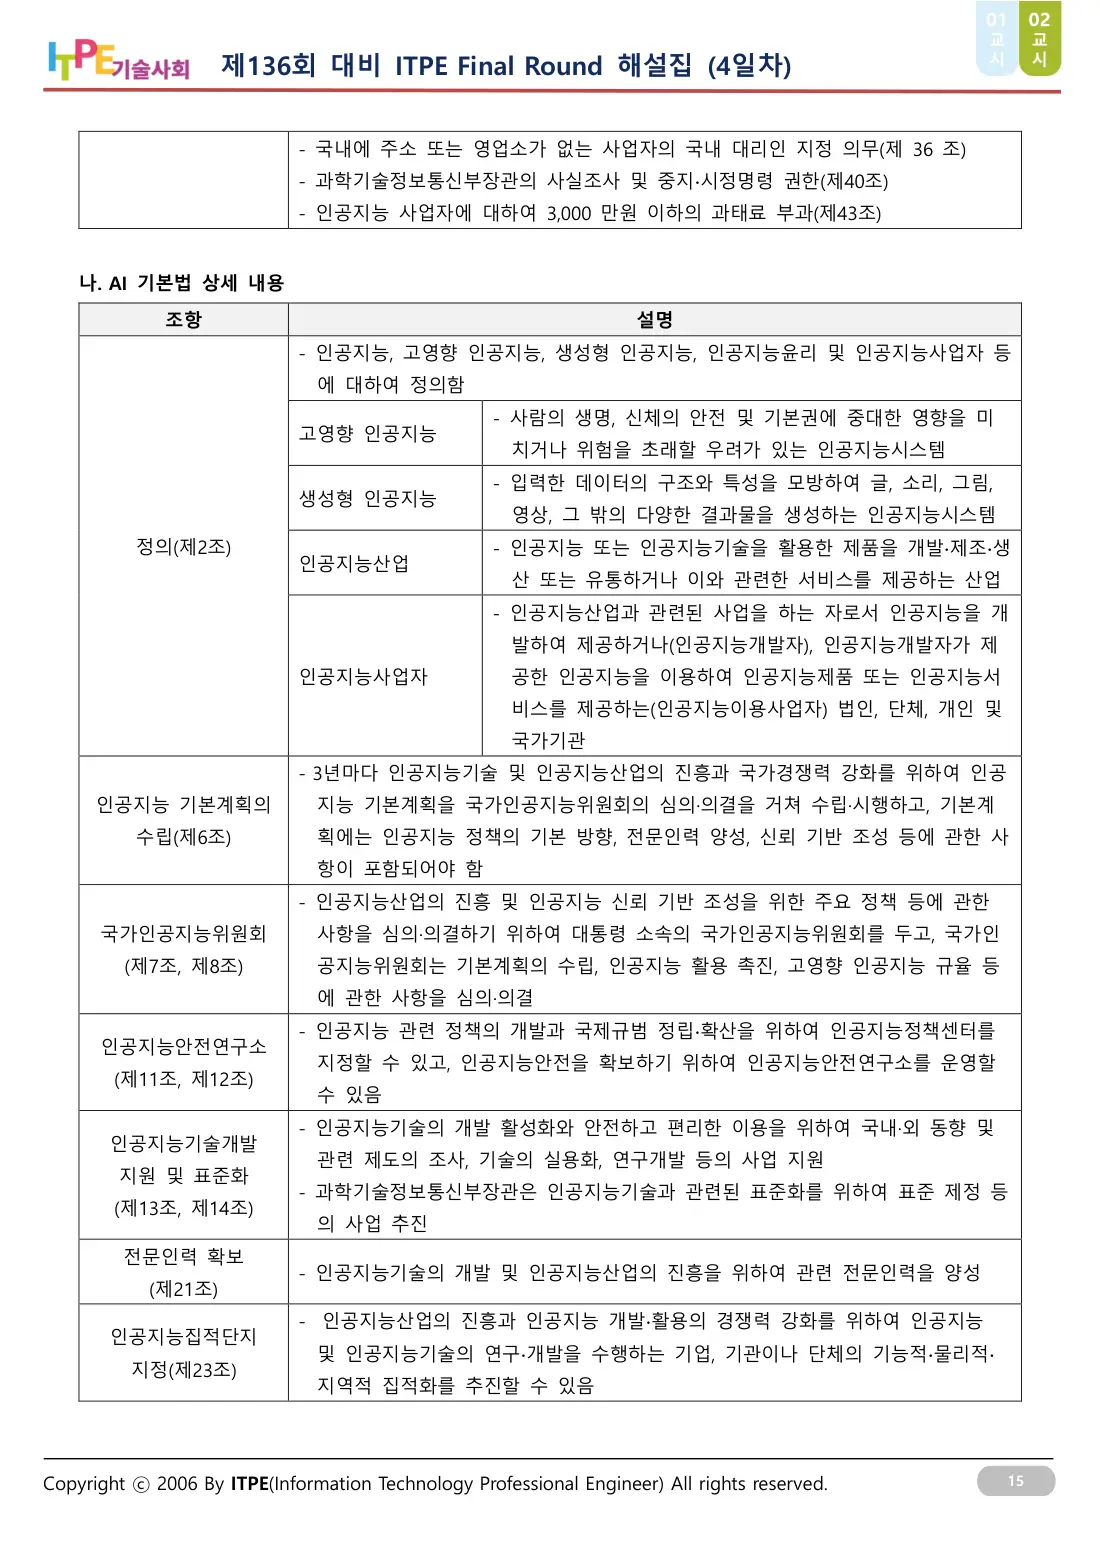 01
교
시
02
교
시
ITPE기술사회 제136회 대비 ITPE Final Round 해설집 (4일차)
- 국내에 주소 또는 영업소가 없는 사업자의 국내 대리인 지정 의무(제 36 조)
- 과학기술정보통신부장관의 사실조사 및 중지·시정명령 권한(제40조)
- 인공지능 사업자에 대하여 3,000 만원 이하의 과태료 부과(제43조)
나. AI 기본법 상세 내용
조항 설명
정의(제2조)
- 인공지능, 고영향 인공지능, 생성형 인공지능, 인공지능윤리 및 인공지능사업자 등
에 대하여 정의함
고영향 인공지능
- 사람의 생명, 신체의 안전 및 기본권에 중대한 영향을 미
치거나 위험을 초래할 우려가 있는 인공지능시스템
생성형 인공지능
- 입력한 데이터의 구조와 특성을 모방하여 글, 소리, 그림,
영상, 그 밖의 다양한 결과물을 생성하는 인공지능시스템
인공지능산업
- 인공지능 또는 인공지능기술을 활용한 제품을 개발·제조·생
산 또는 유통하거나 이와 관련한 서비스를 제공하는 산업
인공지능사업자
- 인공지능산업과 관련된 사업을 하는 자로서 인공지능을 개
발하여 제공하거나(인공지능개발자), 인공지능개발자가 제
공한 인공지능을 이용하여 인공지능제품 또는 인공지능서
비스를 제공하는(인공지능이용사업자) 법인, 단체, 개인 및
국가기관
인공지능 기본계획의
수립(제6조)
- 3년마다 인공지능기술 및 인공지능산업의 진흥과 국가경쟁력 강화를 위하여 인공
지능 기본계획을 국가인공지능위원회의 심의·의결을 거쳐 수립·시행하고, 기본계
획에는 인공지능 정책의 기본 방향, 전문인력 양성, 신뢰 기반 조성 등에 관한 사
항이 포함되어야 함
국가인공지능위원회
(제7조, 제8조)
- 인공지능산업의 진흥 및 인공지능 신뢰 기반 조성을 위한 주요 정책 등에 관한
사항을 심의·의결하기 위하여 대통령 소속의 국가인공지능위원회를 두고, 국가인
공지능위원회는 기본계획의 수립, 인공지능 활용 촉진, 고영향 인공지능 규율 등
에 관한 사항을 심의·의결
인공지능안전연구소
(제11조, 제12조)
- 인공지능 관련 정책의 개발과 국제규범 정립·확산을 위하여 인공지능정책센터를
지정할 수 있고, 인공지능안전을 확보하기 위하여 인공지능안전연구소를 운영할
수 있음
인공지능기술개발
지원 및 표준화
(제13조, 제14조)
- 인공지능기술의 개발 활성화와 안전하고 편리한 이용을 위하여 국내·외 동향 및
관련 제도의 조사, 기술의 실용화, 연구개발 등의 사업 지원
- 과학기술정보통신부장관은 인공지능기술과 관련된 표준화를 위하여 표준 제정 등
의 사업 추진
전문인력 확보
(제21조)
- 인공지능기술의 개발 및 인공지능산업의 진흥을 위하여 관련 전문인력을 양성
인공지능집적단지
지정(제23조)
- 인공지능산업의 진흥과 인공지능 개발·활용의 경쟁력 강화를 위하여 인공지능
및 인공지능기술의 연구·개발을 수행하는 기업, 기관이나 단체의 기능적·물리적·
지역적 집적화를 추진할 수 있음
Copyright ⓒ 2006 By ITPE(Information Technology Professional Engineer) All rights reserved.
15